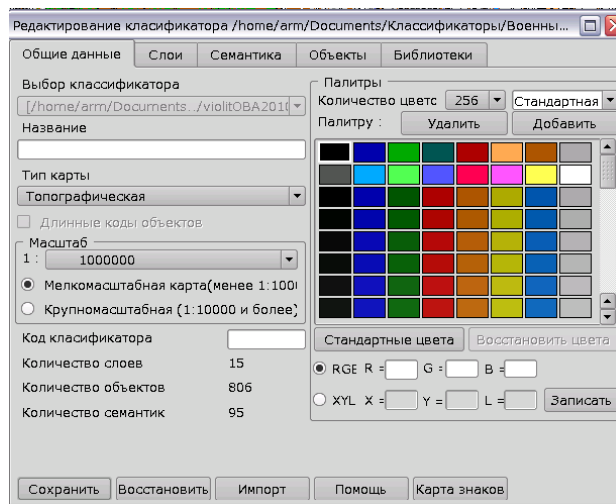 Редактирование класификатора /home/arm/Documents/Классификаторы/Военны...
Общие данные
Слои
Семантика
Объекты
Библиотеки
Выбор классификатора
[/home/arm/Documents../violitOBA201
Название
Тип карты
Топографическая
Длинные коды объектов
Масштаб
1 : 1000000
Мелкомасштабная карта(менее 1:100
Крупномасштабная (1:10000 и более)
Код класификатора
Количество слоев 15
Количество объектов 806
Количество семантик 95
Палитры
Количество цветс 256 Стандартная
Палитру : Удалить Добавить
Стандартные цвета Восстановить цвета
RGE R = G = B =
XYL X = Y = L = Записать
Сохранить Восстановить Импорт Помощь Карта знаков